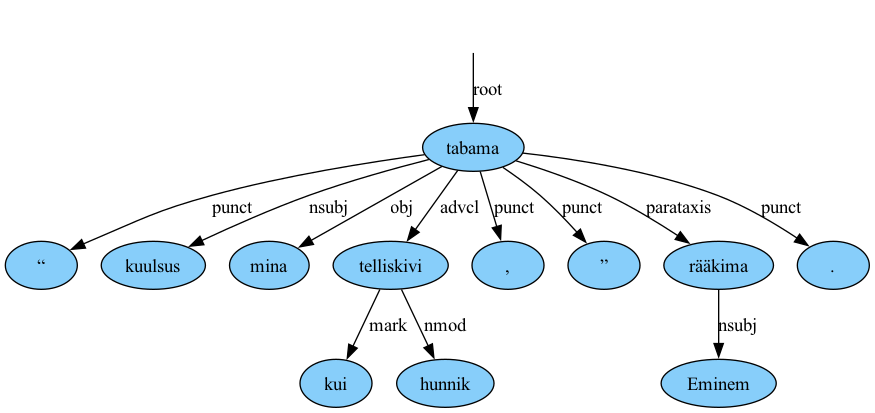 root
tabama
punct nsubj obj advcl punct punct parataxis punct
“ kuulsus mina telliskivi , ” rääkima .
mark nmod nsubj
kui hunnik Eminem